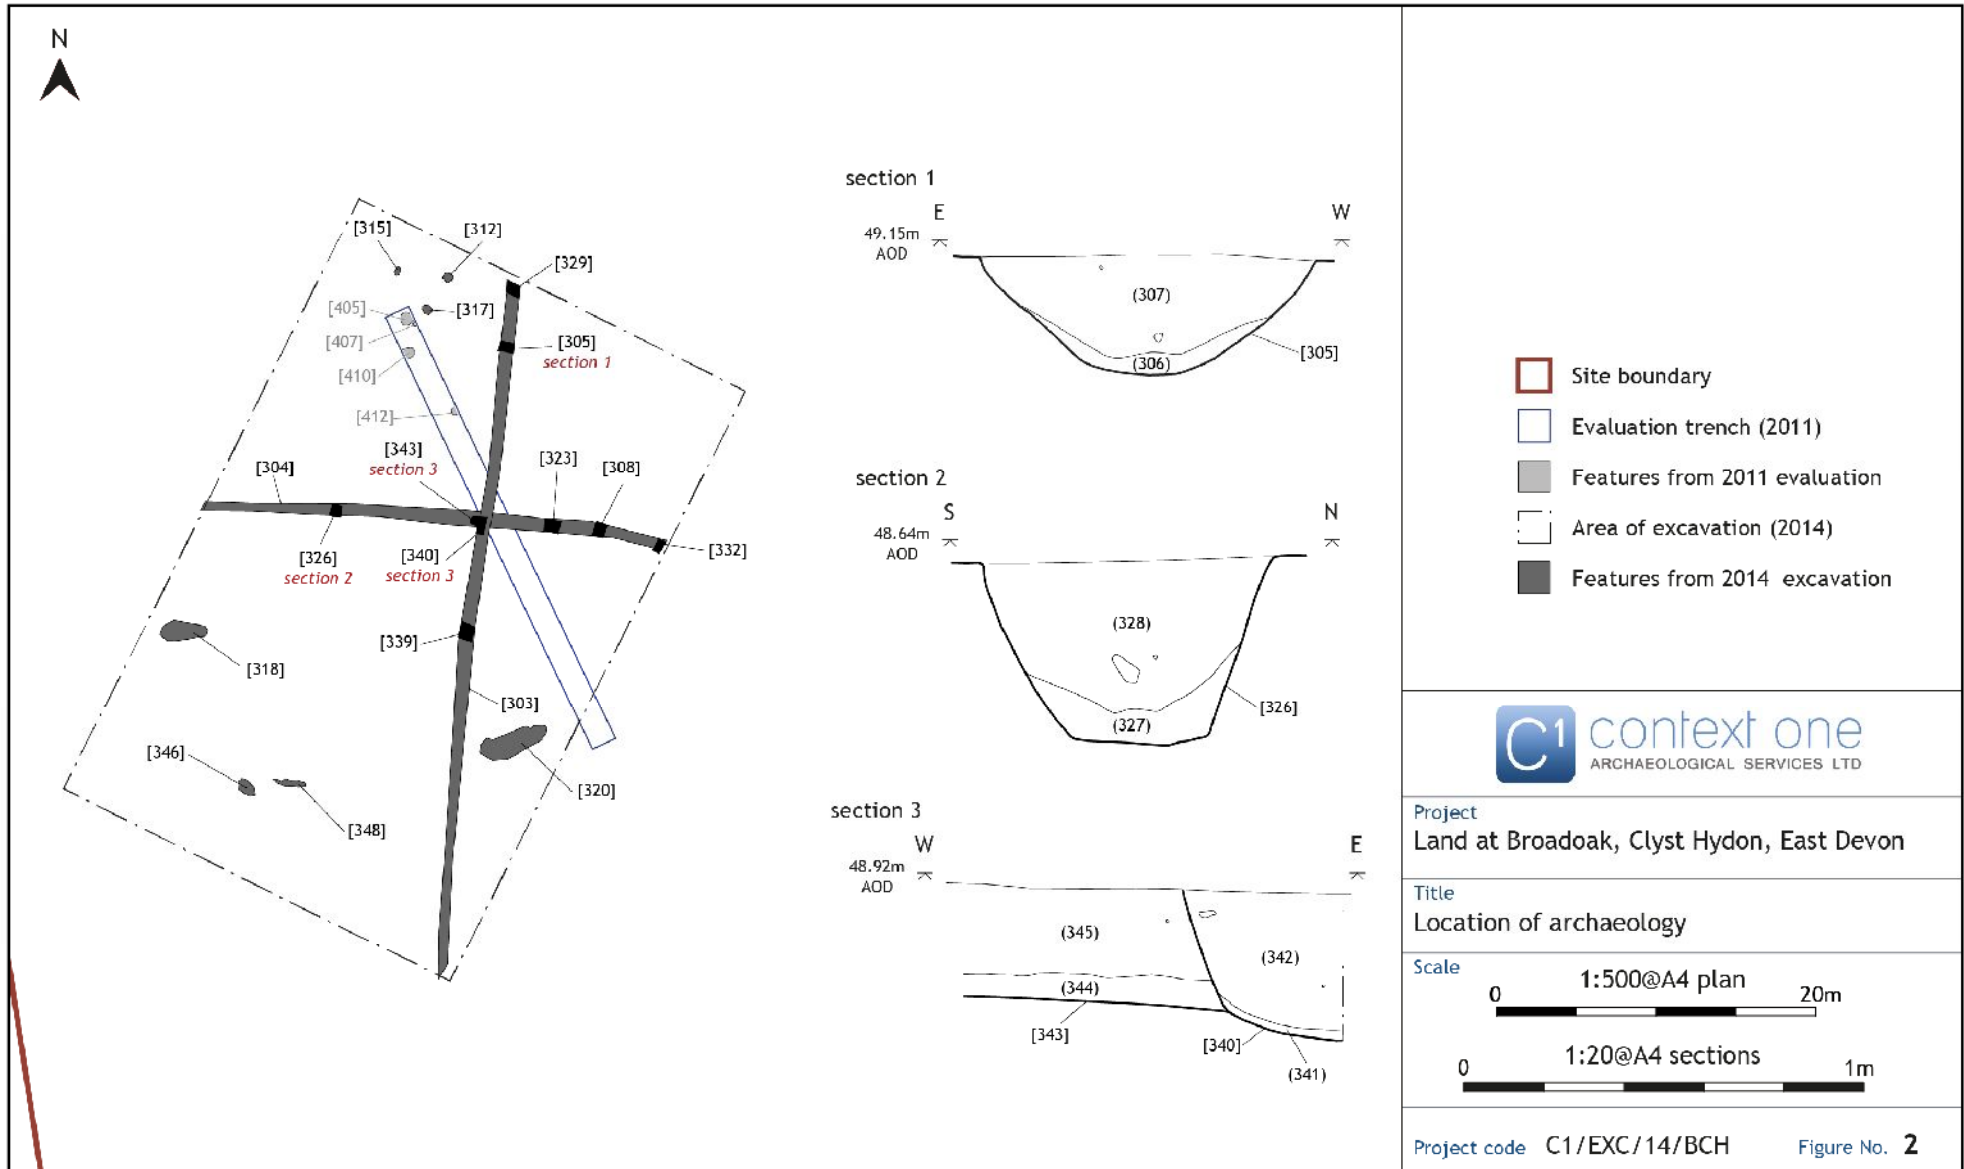 N
[315]
[312]
[329]
[405]
[317]
[407]
[305]
section 1
[410]
[412]
[343]
section 3
[304]
[323]
[308]
[326]
section 2
[340]
section 3
[332]
[339]
[318]
[303]
[346]
[320]
[348]
section 1
E
W
49.15m
AOD
(307)
(306)
[305]
section 2
S
N
48.64m
AOD
(328)
(327)
[326]
section 3
W
E
48.92m
AOD
(345)
(342)
(344)
[343]
[340]
(341)
Site boundary
Evaluation trench (2011)
Features from 2011 evaluation
Area of excavation (2014)
Features from 2014 excavation
C1 context one
ARCHAEOLOGICAL SERVICES LTD
Project
Land at Broadoak, Clyst Hydon, East Devon
Title
Location of archaeology
Scale
1:500@A4 plan
0 20m
1:20@A4 sections
0 1m
Project code C1/EXC/14/BCH Figure No. 2